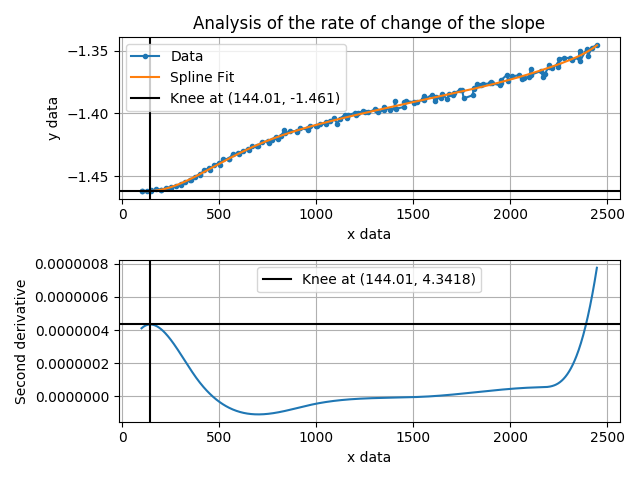 Analysis of the rate of change of the slope
y data
−1.35
−1.40
−1.45
Data
Spline Fit
Knee at (144.01, -1.461)
0
500
1000
1500
2000
2500
x data
Second derivative
0.0000008
0.0000006
0.0000004
0.0000002
0.0000000
Knee at (144.01, 4.3418)
0
500
1000
1500
2000
2500
x data